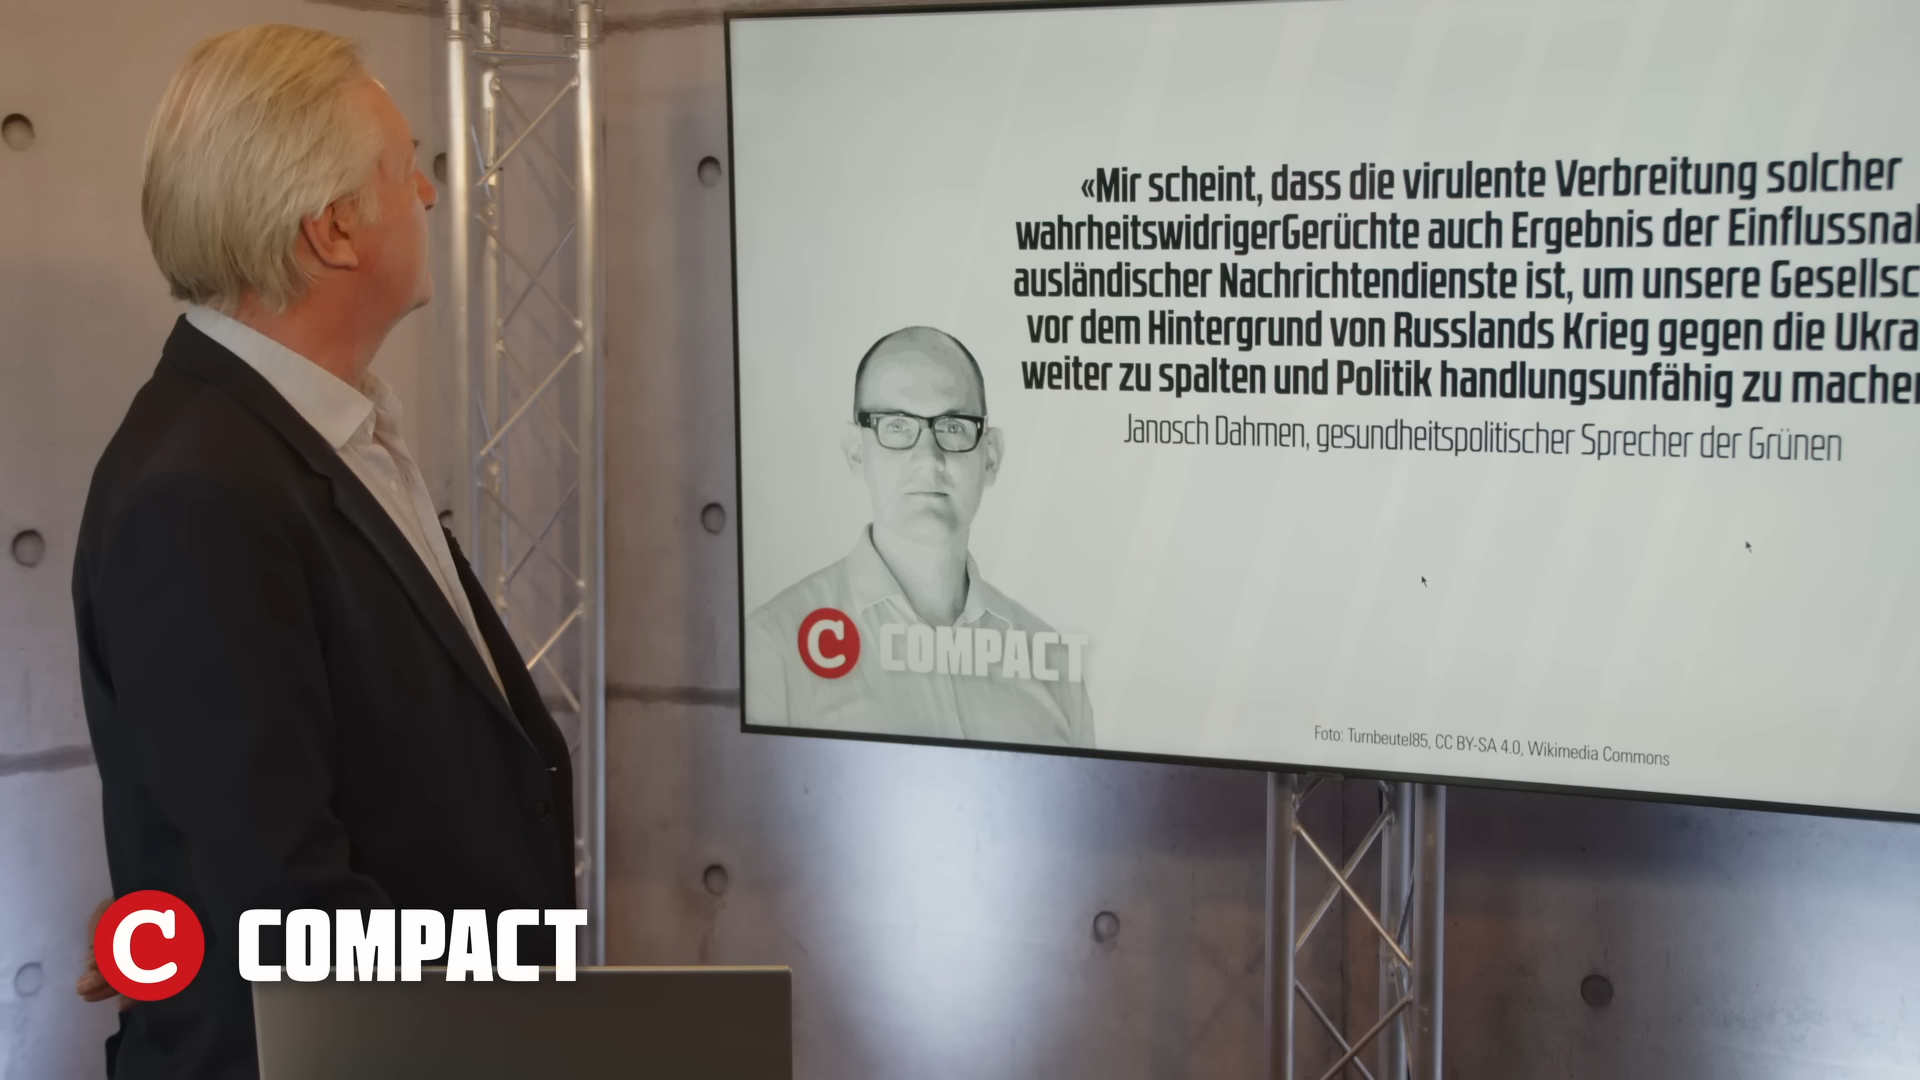 «Mir scheint, dass die virulente Verbreitung solcher
wahrheitswidrigerGerüchte auch Ergebnis der
ausländischer Nachrichtendienste ist, um unsere
vor dem Hintergrund von Russlands Krieg gegen die
weiter zu spalten und Politik handlungsunfähig zu
Janosch Dahmen, gesundheitspolitischer Sprecher der Grünen
C COMPACT
Foto: Turnbeutel85, CC BY-SA 4.0, Wikimedia Commons
C COMPACT